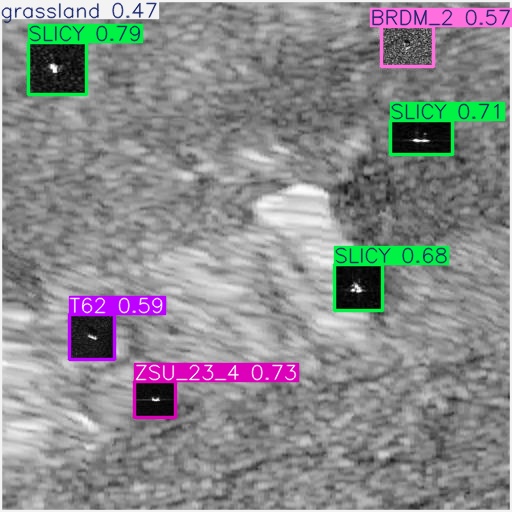 grassland 0.47
BRDM_2 0.57
SLICY 0.79
SLICY 0.71
SLICY 0.68
T62 0.59
ZSU_23_4 0.73